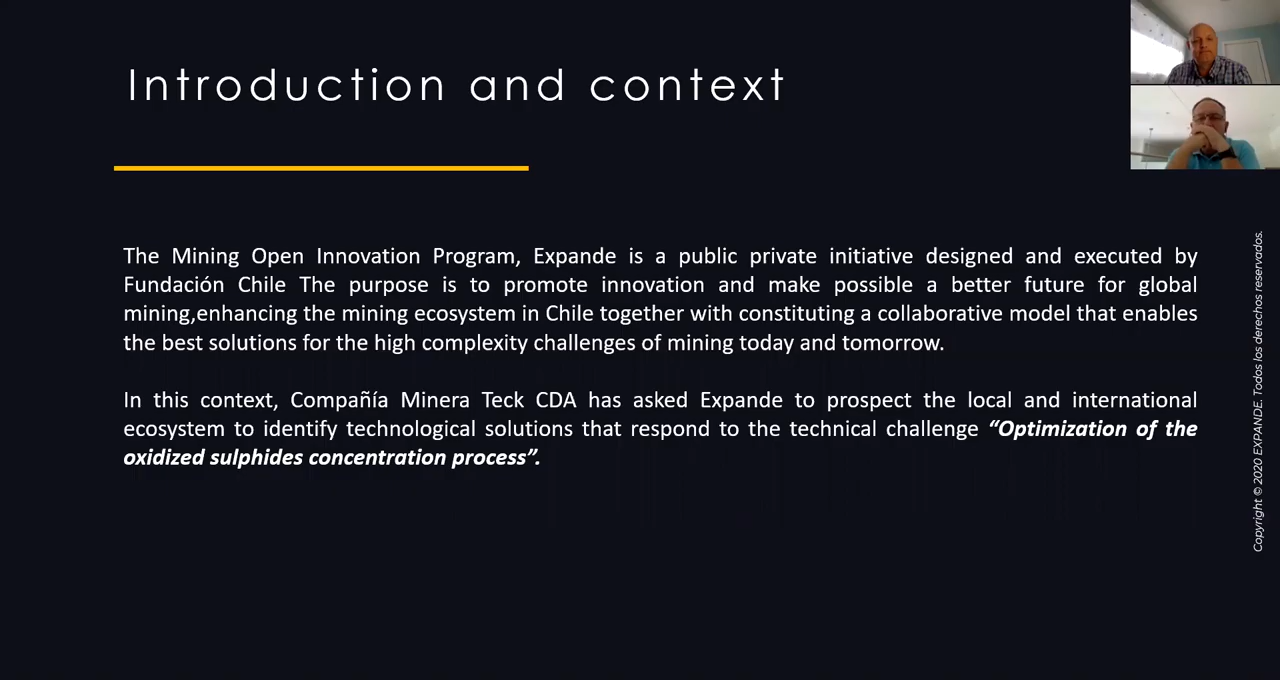 Introduction and context
The Mining Open Innovation Program, Expande is a public private initiative designed and executed by
Fundación Chile The purpose is to promote innovation and make possible a better future for global
mining,enhancing the mining ecosystem in Chile together with constituting a collaborative model that enables
the best solutions for the high complexity challenges of mining today and tomorrow.
In this context, Compañía Minera Teck CDA has asked Expande to prospect the local and international
ecosystem to identify technological solutions that respond to the technical challenge “Optimization of the
oxidized sulphides concentration process”.
Copyright © 2020 EXPANDE. Todos los derechos reservados.